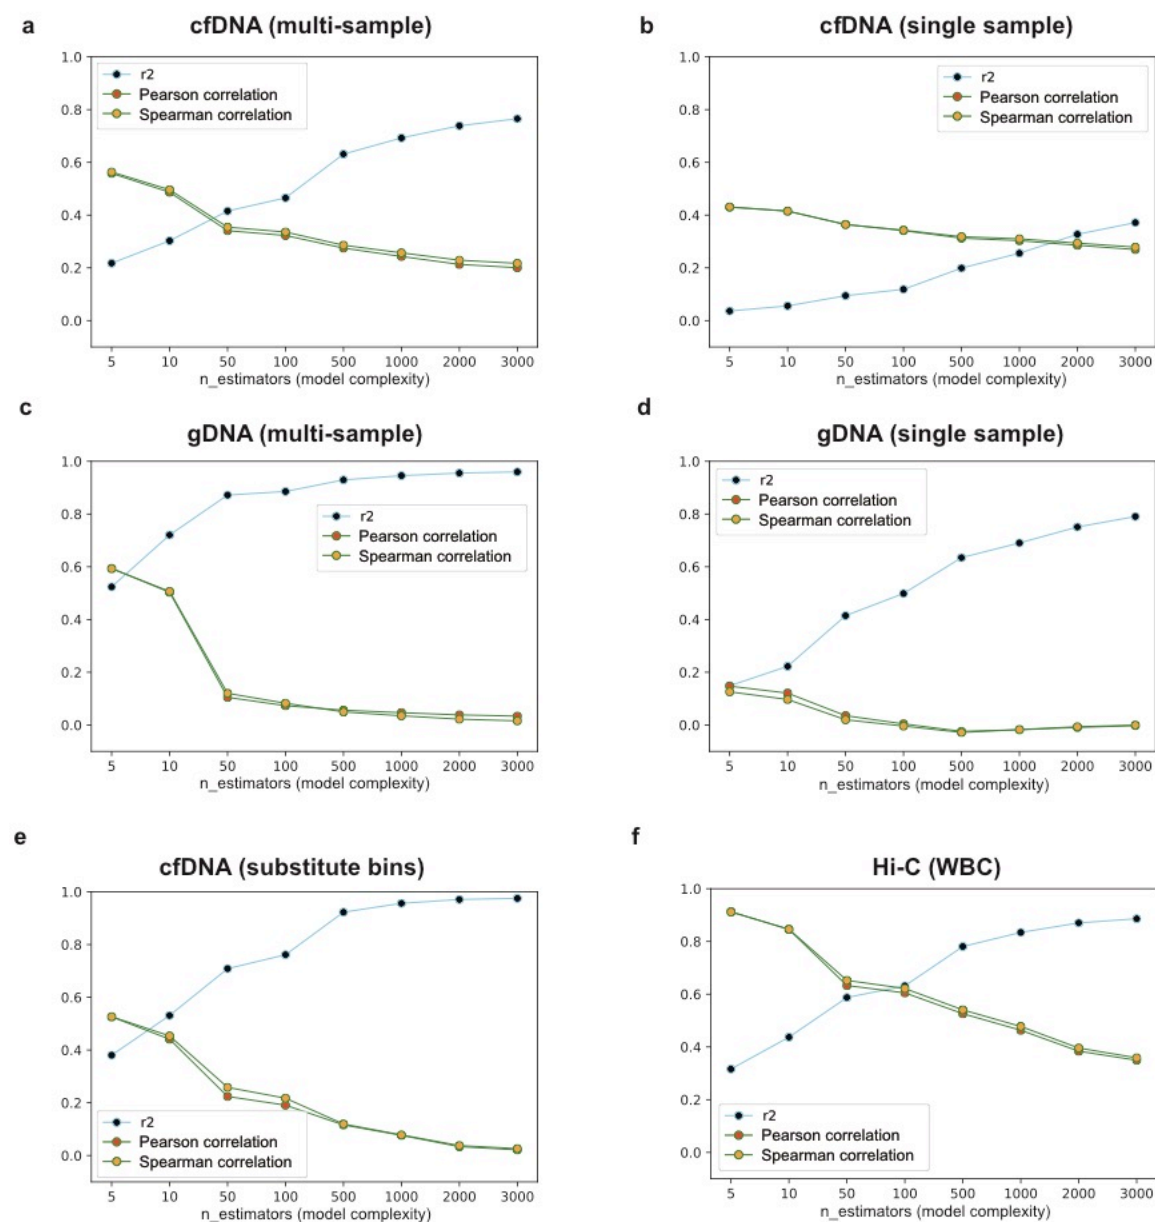 a
cfDNA (multi-sample)
1.0
0.8
0.6
0.4
0.2
0.0
r2
Pearson correlation
Spearman correlation
5 10 50 100 500 1000 2000 3000
n_estimators (model complexity)
b
cfDNA (single sample)
1.0
0.8
0.6
0.4
0.2
0.0
r2
Pearson correlation
Spearman correlation
5 10 50 100 500 1000 2000 3000
n_estimators (model complexity)
c
gDNA (multi-sample)
1.0
0.8
0.6
0.4
0.2
0.0
r2
Pearson correlation
Spearman correlation
5 10 50 100 500 1000 2000 3000
n_estimators (model complexity)
d
gDNA (single sample)
1.0
0.8
0.6
0.4
0.2
0.0
r2
Pearson correlation
Spearman correlation
5 10 50 100 500 1000 2000 3000
n_estimators (model complexity)
e
cfDNA (substitute bins)
1.0
0.8
0.6
0.4
0.2
0.0
r2
Pearson correlation
Spearman correlation
5 10 50 100 500 1000 2000 3000
n_estimators (model complexity)
f
Hi-C (WBC)
1.0
0.8
0.6
0.4
0.2
0.0
r2
Pearson correlation
Spearman correlation
5 10 50 100 500 1000 2000 3000
n_estimators (model complexity)